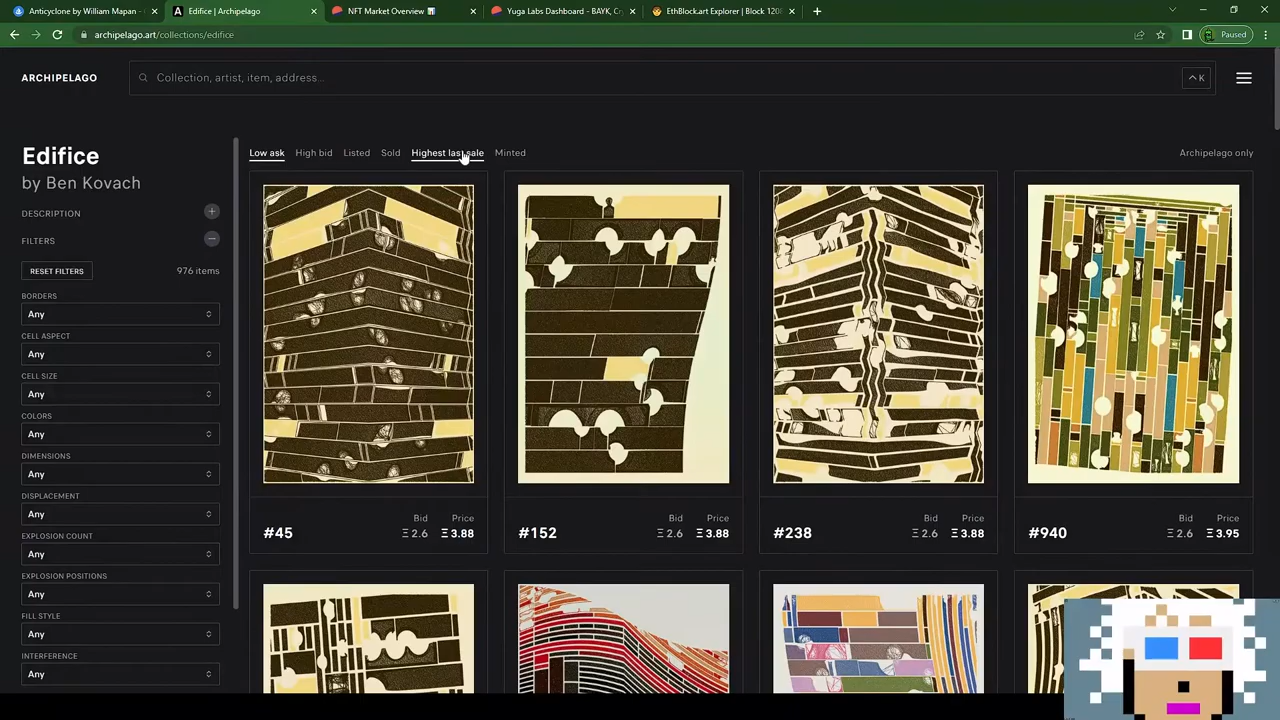 Anticyclone by William Mapan -
Edifice | Archipelago
NFT Market Overview
Yuga Labs Dashboard - BAYK, Cr
EthBlock.art Explorer | Block 120
archipelago.art/collections/edifice
Paused
ARCHIPELAGO
Collection, artist, item, address...
^ K
Edifice
by Ben Kovach
DESCRIPTION
FILTERS
RESET FILTERS
976 items
BORDERS
Any
CELL ASPECT
Any
CELL SIZE
Any
COLORS
Any
DIMENSIONS
Any
DISPLACEMENT
Any
EXPLOSION COUNT
Any
EXPLOSION POSITIONS
Any
FILL STYLE
Any
INTERFERENCE
Any
Low ask High bid Listed Sold Highest last sale Minted
Archipelago only
#45
Bid Price
Ξ 2.6 Ξ 3.88
#152
Bid Price
Ξ 2.6 Ξ 3.88
#238
Bid Price
Ξ 2.6 Ξ 3.88
#940
Bid Price
Ξ 2.6 Ξ 3.95